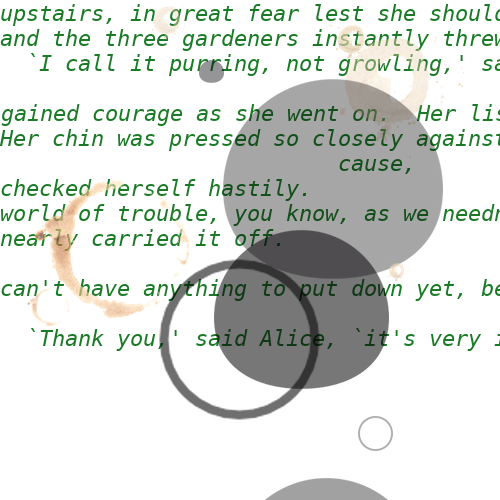 upstairs, in great fear lest she should
and the three gardeners instantly threw
`I call it purring, not growling,' sa
gained courage as she went on. Her lis
Her chin was pressed so closely against
cause,
checked herself hastily.
world of trouble, you know, as we needn
nearly carried it off.
can't have anything to put down yet, be
`Thank you,' said Alice, `it's very i